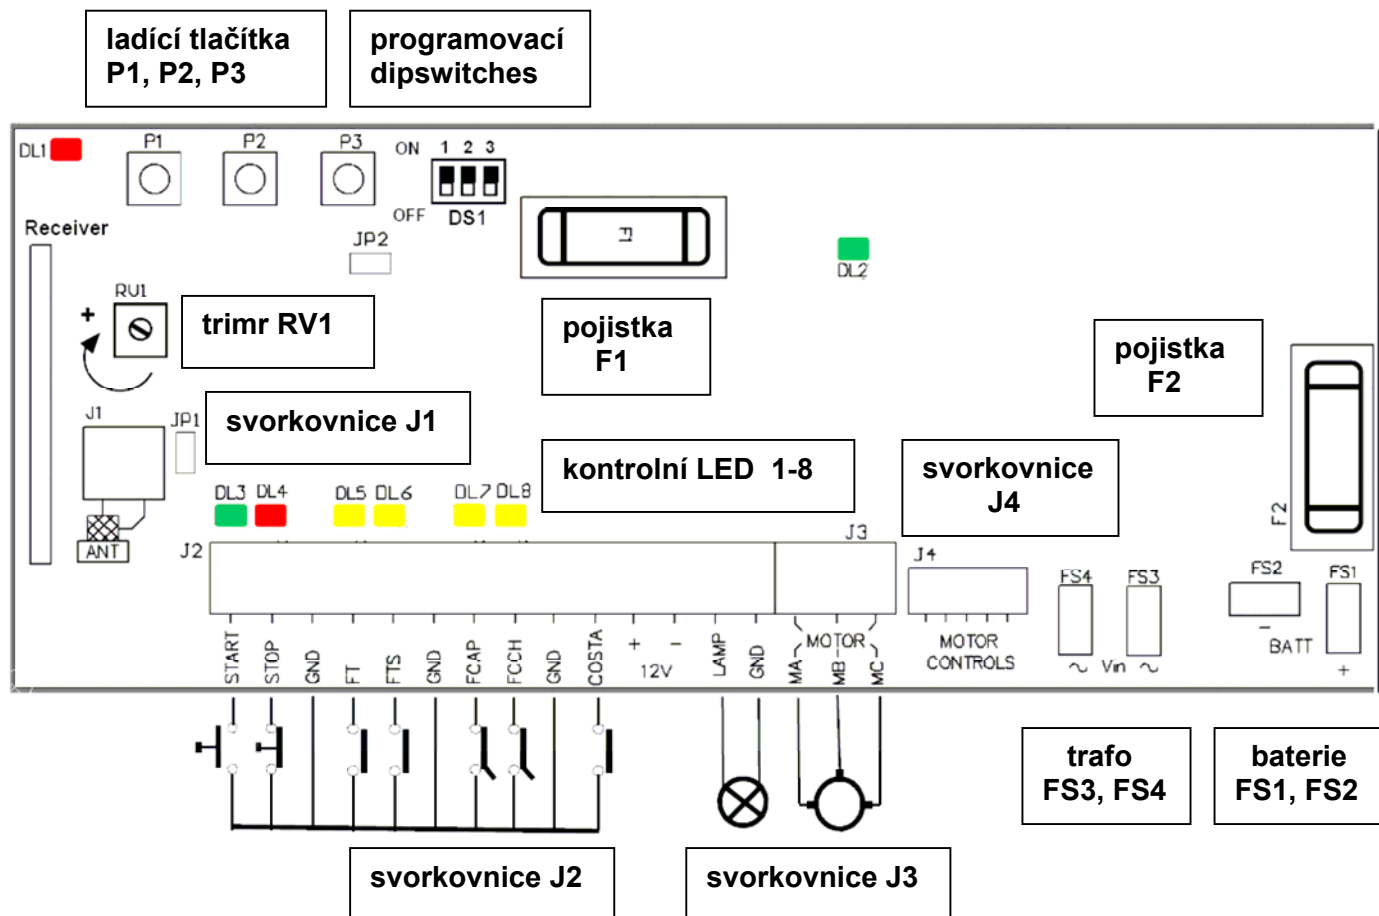 ladící tlačítka
P1, P2, P3
programovací
dipswitches
DL1
P1
P2
P3
ON
1 2 3
OFF
DS1
Receiver
JP2
F1
DL2
RV1
+
trimr RV1
pojistka
F1
pojistka
F2
J1
JP1
svorkovnice J1
kontrolní LED 1-8
svorkovnice
J4
DL3
DL4
DL5
DL6
DL7
DL8
F2
ANT
J2
J3
J4
FS4
FS3
FS2
FS1
START
STOP
GND
FT
FTS
GND
FCAP
FCCH
GND
COSTA
+ −
12V
LAMP
GND
MOTOR
MA
MB
MC
MOTOR
CONTROLS
~ Vin ~
−
BATT
+
trafo
FS3, FS4
baterie
FS1, FS2
svorkovnice J2
svorkovnice J3